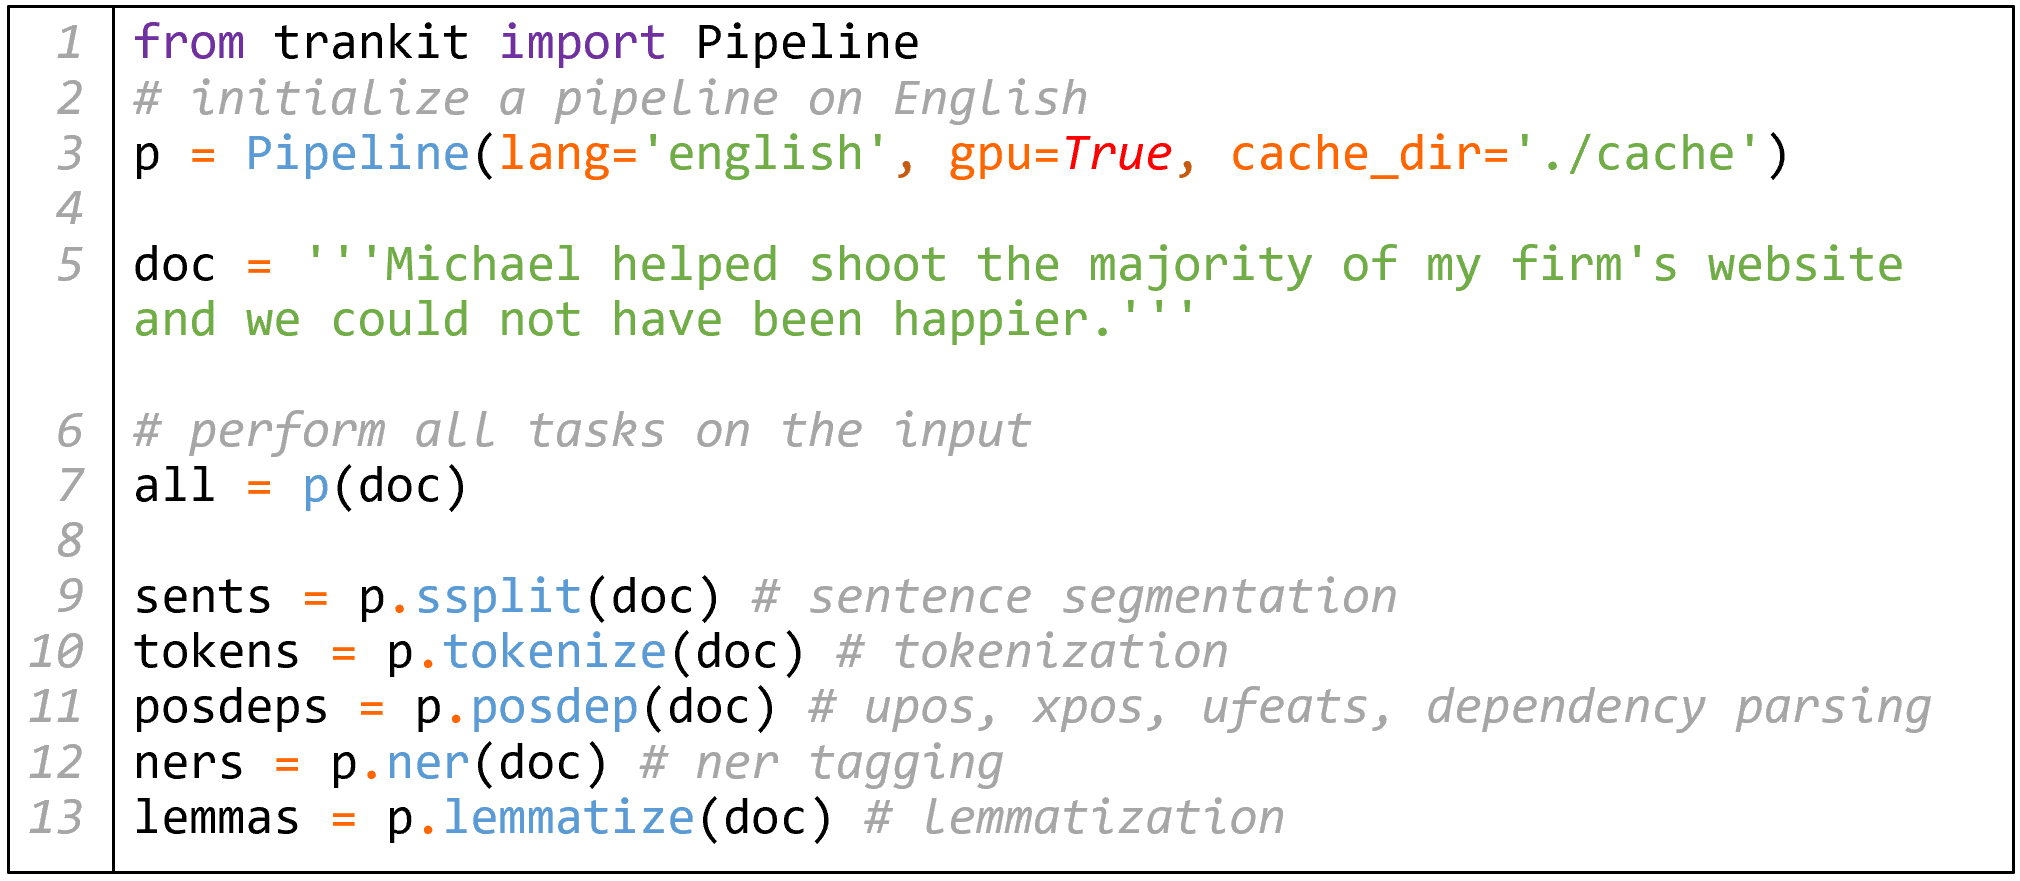 1 from trankit import Pipeline
2 # initialize a pipeline on English
3 p = Pipeline(lang='english', gpu=True, cache_dir='./cache')
4
5 doc = '''Michael helped shoot the majority of my firm's website
and we could not have been happier.'''
6 # perform all tasks on the input
7 all = p(doc)
8
9 sents = p.ssplit(doc) # sentence segmentation
10 tokens = p.tokenize(doc) # tokenization
11 posdeps = p.posdep(doc) # upos, xpos, ufeats, dependency parsing
12 ners = p.ner(doc) # ner tagging
13 lemmas = p.lemmatize(doc) # lemmatization